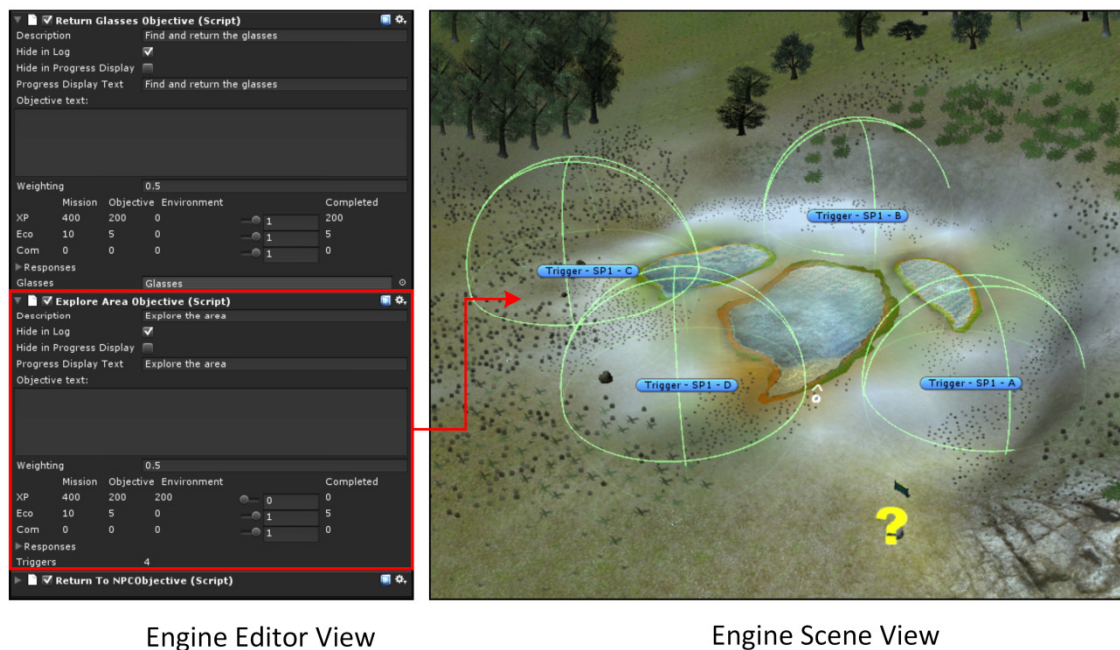 Return Glasses Objective (Script)
Description Find and return the glasses
Hide in Log
Hide in Progress Display
Progress Display Text Find and return the glasses
Objective text:
Weighting 0.5
Mission Objective Environment Completed
XP 400 200 0 1 200
Eco 10 5 0 1 5
Com 0 0 0 1 0
Responses
Glasses Glasses
Explore Area Objective (Script)
Description Explore the area
Hide in Log
Hide in Progress Display
Progress Display Text Explore the area
Objective text:
Weighting 0.5
Mission Objective Environment Completed
XP 400 200 200 0 0
Eco 10 5 0 1 5
Com 0 0 0 1 0
Responses
Triggers 4
Return To NPCObjective (Script)
Trigger - SP1 - B
Trigger - SP1 - C
Trigger - SP1 - D
Trigger - SP1 - A
?
Engine Editor View
Engine Scene View